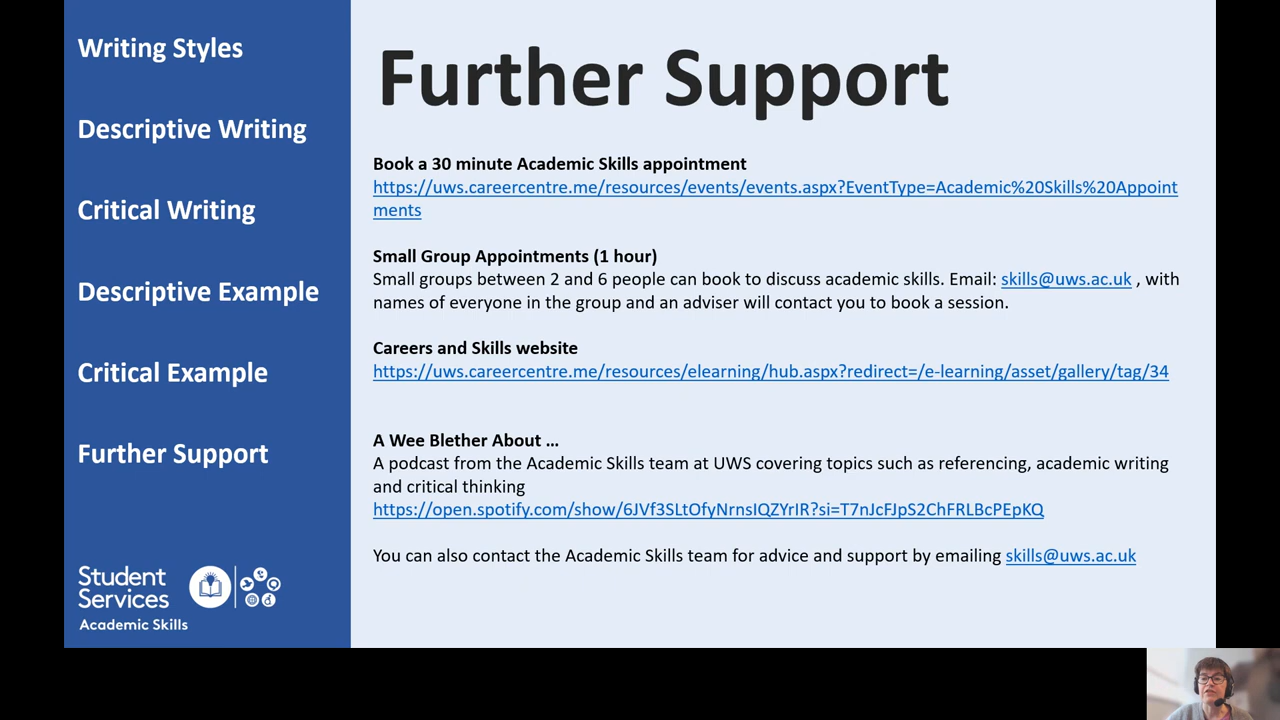 Writing Styles
Descriptive Writing
Critical Writing
Descriptive Example
Critical Example
Further Support
Student
Services
Academic Skills
Further Support
Book a 30 minute Academic Skills appointment
https://uws.careercentre.me/resources/events/events.aspx?EventType=Academic%20Skills%20Appoint
ments
Small Group Appointments (1 hour)
Small groups between 2 and 6 people can book to discuss academic skills. Email: skills@uws.ac.uk , with
names of everyone in the group and an adviser will contact you to book a session.
Careers and Skills website
https://uws.careercentre.me/resources/elearning/hub.aspx?redirect=/e-learning/asset/gallery/tag/34
A Wee Blether About …
A podcast from the Academic Skills team at UWS covering topics such as referencing, academic writing
and critical thinking
https://open.spotify.com/show/6JVf3SLtOfyNrnsIQZYrIR?si=T7nJcFJpS2ChFRLBcPEpKQ
You can also contact the Academic Skills team for advice and support by emailing skills@uws.ac.uk